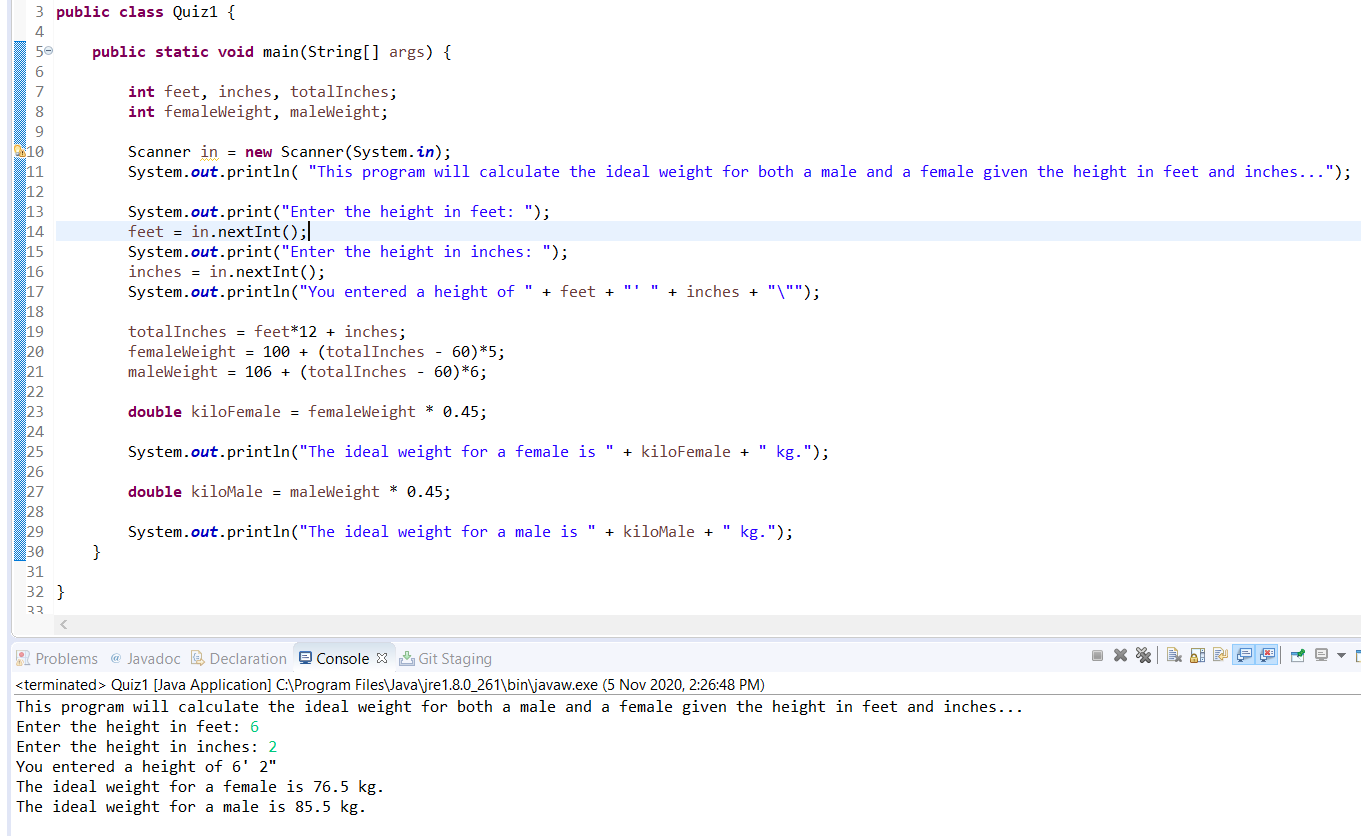 3 public class Quiz1 {
4
5 public static void main(String[] args) {
6
7 int feet, inches, totalInches;
8 int femaleWeight, maleWeight;
9
10 Scanner in = new Scanner(System.in);
11 System.out.println( "This program will calculate the ideal weight for both a male and a female given the height in feet and inches...");
12
13 System.out.print("Enter the height in feet: ");
14 feet = in.nextInt();
15 System.out.print("Enter the height in inches: ");
16 inches = in.nextInt();
17 System.out.println("You entered a height of " + feet + "' " + inches + "\"");
18
19 totalInches = feet*12 + inches;
20 femaleWeight = 100 + (totalInches - 60)*5;
21 maleWeight = 106 + (totalInches - 60)*6;
22
23 double kiloFemale = femaleWeight * 0.45;
24
25 System.out.println("The ideal weight for a female is " + kiloFemale + " kg.");
26
27 double kiloMale = maleWeight * 0.45;
28
29 System.out.println("The ideal weight for a male is " + kiloMale + " kg.");
30 }
31
32 }
33
Problems @ Javadoc Declaration Console Git Staging
<terminated> Quiz1 [Java Application] C:\Program Files\Java\jre1.8.0_261\bin\javaw.exe (5 Nov 2020, 2:26:48 PM)
This program will calculate the ideal weight for both a male and a female given the height in feet and inches...
Enter the height in feet: 6
Enter the height in inches: 2
You entered a height of 6' 2"
The ideal weight for a female is 76.5 kg.
The ideal weight for a male is 85.5 kg.